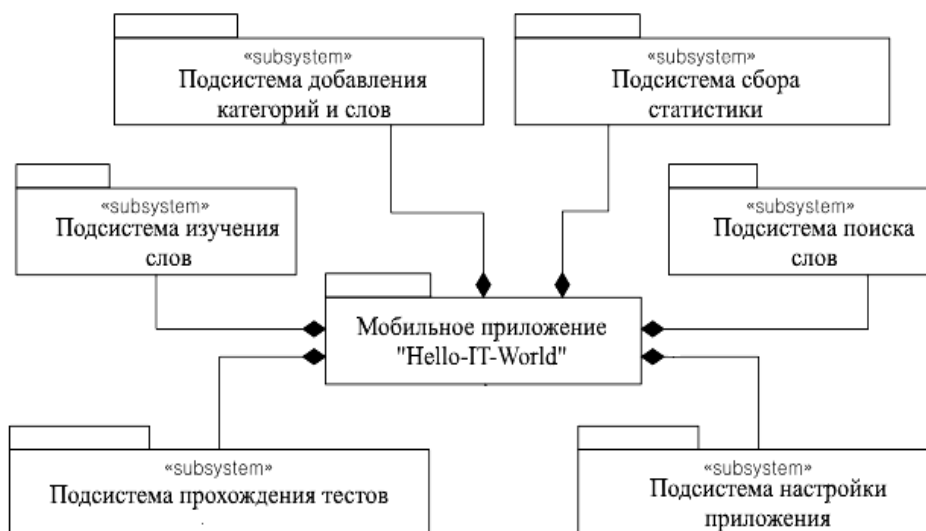 «subsystem»
Подсистема добавления
категорий и слов
«subsystem»
Подсистема сбора
статистики
«subsystem»
Подсистема изучения
слов
«subsystem»
Подсистема поиска
слов
Мобильное приложение
"Hello-IT-World"
«subsystem»
Подсистема прохождения тестов
«subsystem»
Подсистема настройки
приложения